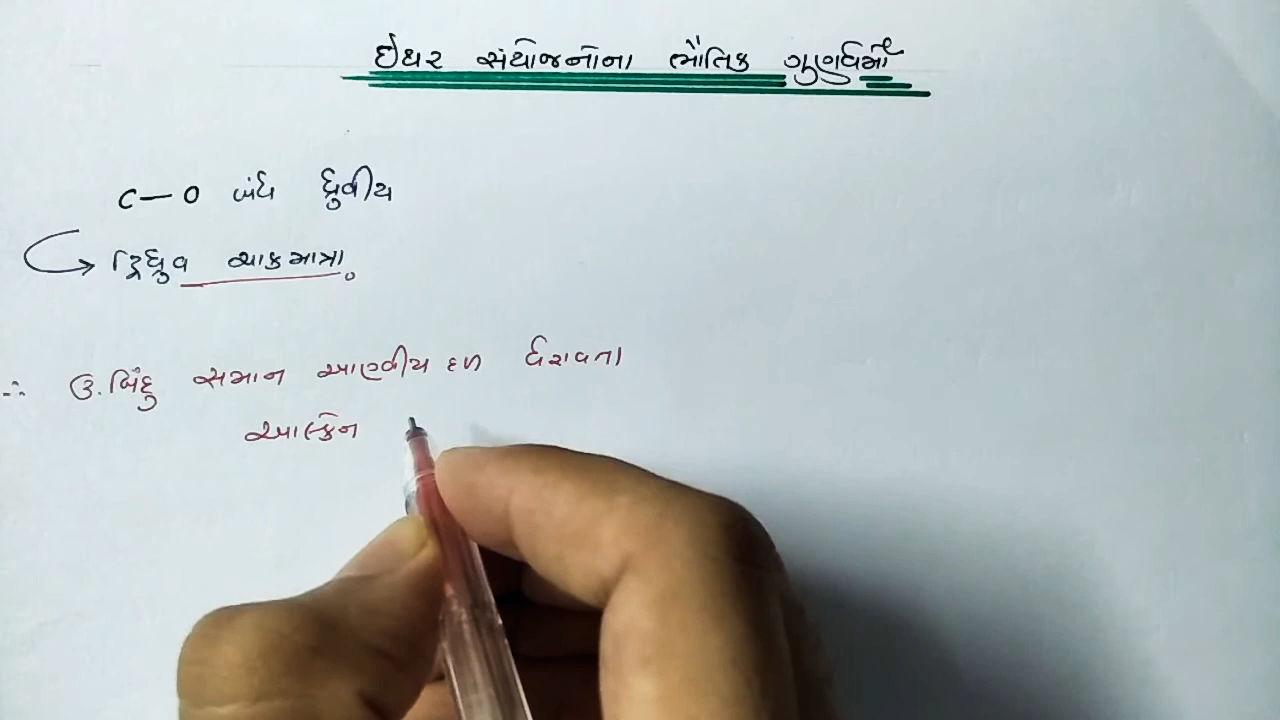 ઈથર સંયોજનોના ભૌતિક ગુણધર્મો
C — O બંધ ધ્રુવીય
દ્વિધ્રુવ ચાકમાત્રા
∴ ઉ.બિંદુ સમાન આણ્વીય દળ ધરાવતા
આલ્કેન